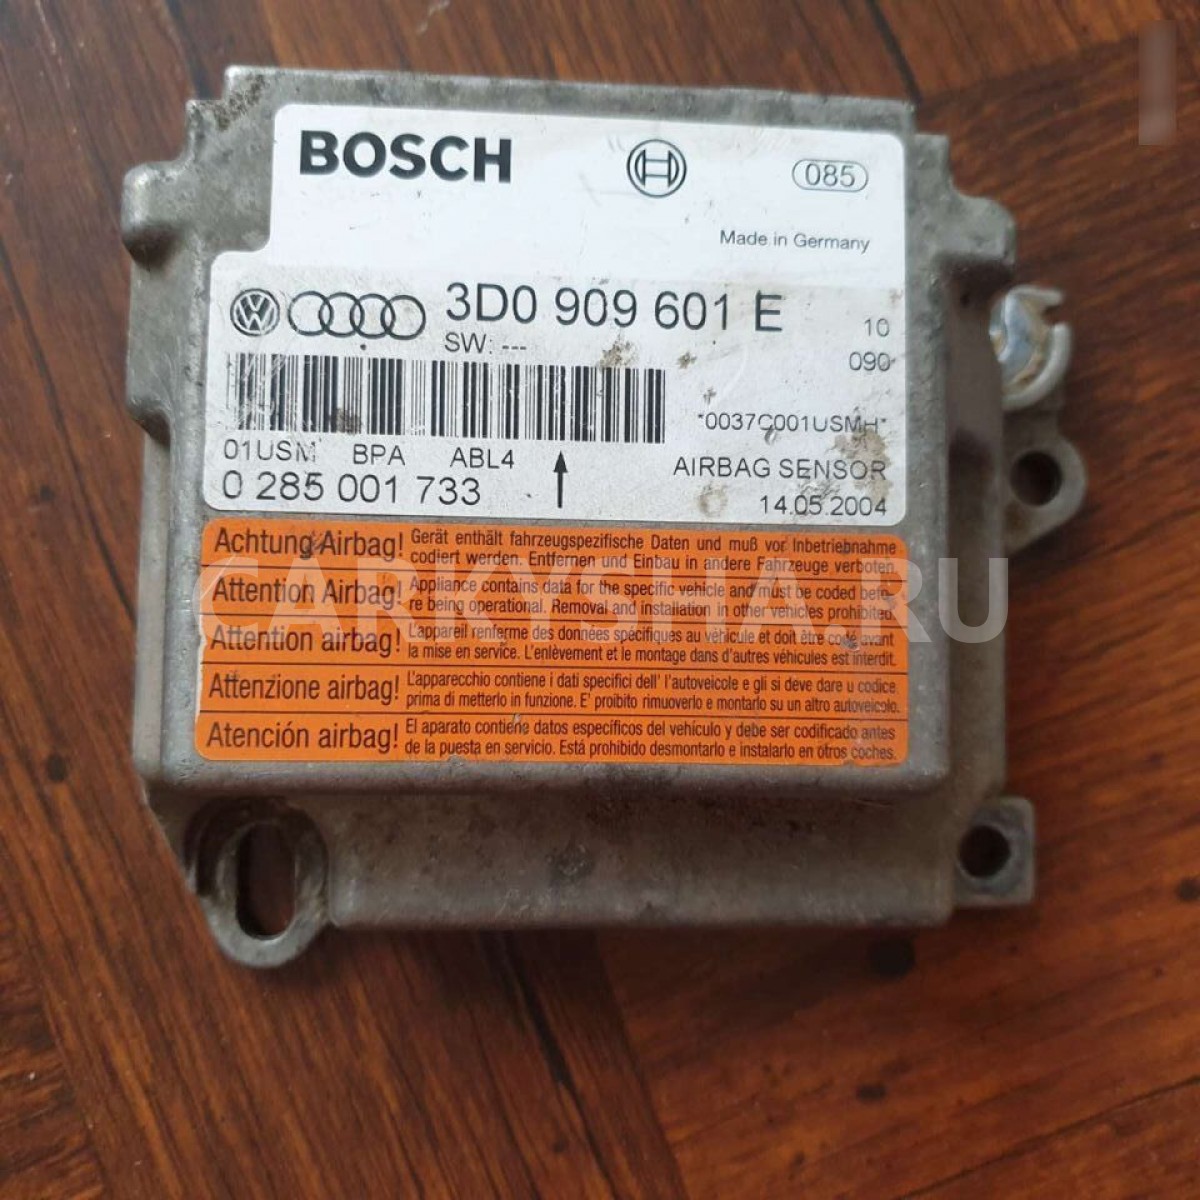 BOSCH
085
Made in Germany
3D0 909 601 E
SW: ---
10
090
*0037C001USMH*
01USM BPA ABL4
AIRBAG SENSOR
0 285 001 733
14.05.2004
Achtung Airbag! Gerät enthält fahrzeugspezifische Daten und muß vor Inbetriebnahme
codiert werden. Entfernen und Einbau in andere Fahrzeuge verboten.
Attention Airbag! Appliance contains data for the specific vehicle and must be coded befo-
re being operational. Removal and installation in other vehicles prohibited.
Attention airbag! L'appareil renferme des données spécifiques au véhicule et doit être codé avant
la mise en service. L'enlèvement et le montage dans d'autres véhicules est interdit.
Attenzione airbag! L'apparecchio contiene i dati specifici dell' l'autoveicole e gli si deve dare u codice
prima di metterlo in funzione. E' proibito rimuoverlo e montarlo su un altro autoveicolo.
Atención airbag! El aparato contiene datos específicos del vehículo y debe ser codificado antes
de la puesta en servicio. Está prohibido desmontarlo e instalarlo en otros coches.
CARKYSHA.RU